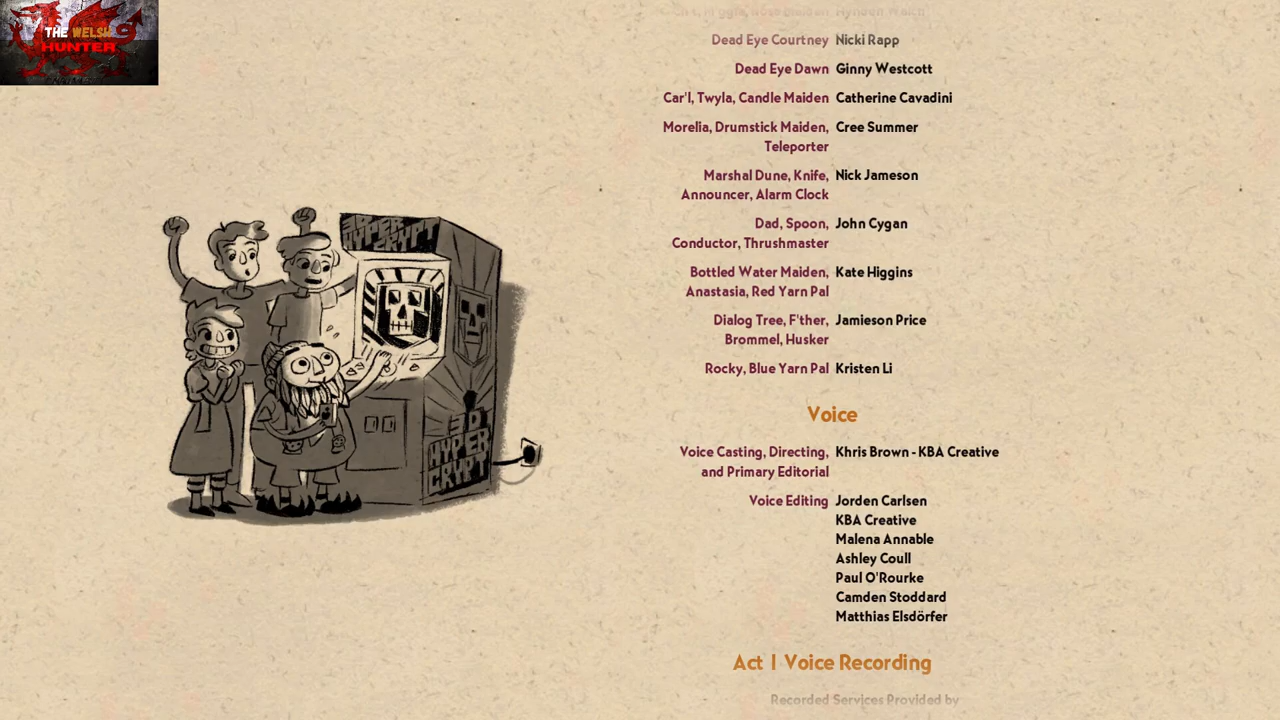 THE WELSH
HUNTER
Dead Eye Courtney Nicki Rapp
Dead Eye Dawn Ginny Westcott
Car'l, Twyla, Candle Maiden Catherine Cavadini
Morelia, Drumstick Maiden, Cree Summer
Teleporter
Marshal Dune, Knife, Nick Jameson
Announcer, Alarm Clock
Dad, Spoon, John Cygan
Conductor, Thrushmaster
Bottled Water Maiden, Kate Higgins
Anastasia, Red Yarn Pal
Dialog Tree, F'ther, Jamieson Price
Brommel, Husker
Rocky, Blue Yarn Pal Kristen Li
Voice
Voice Casting, Directing, Khris Brown - KBA Creative
and Primary Editorial
Voice Editing Jorden Carlsen
KBA Creative
Malena Annable
Ashley Coull
Paul O'Rourke
Camden Stoddard
Matthias Elsdörfer
Act 1 Voice Recording
Recorded Services Provided by
3D
HYPER
CRYPT
3D
HYPER
CRYPT